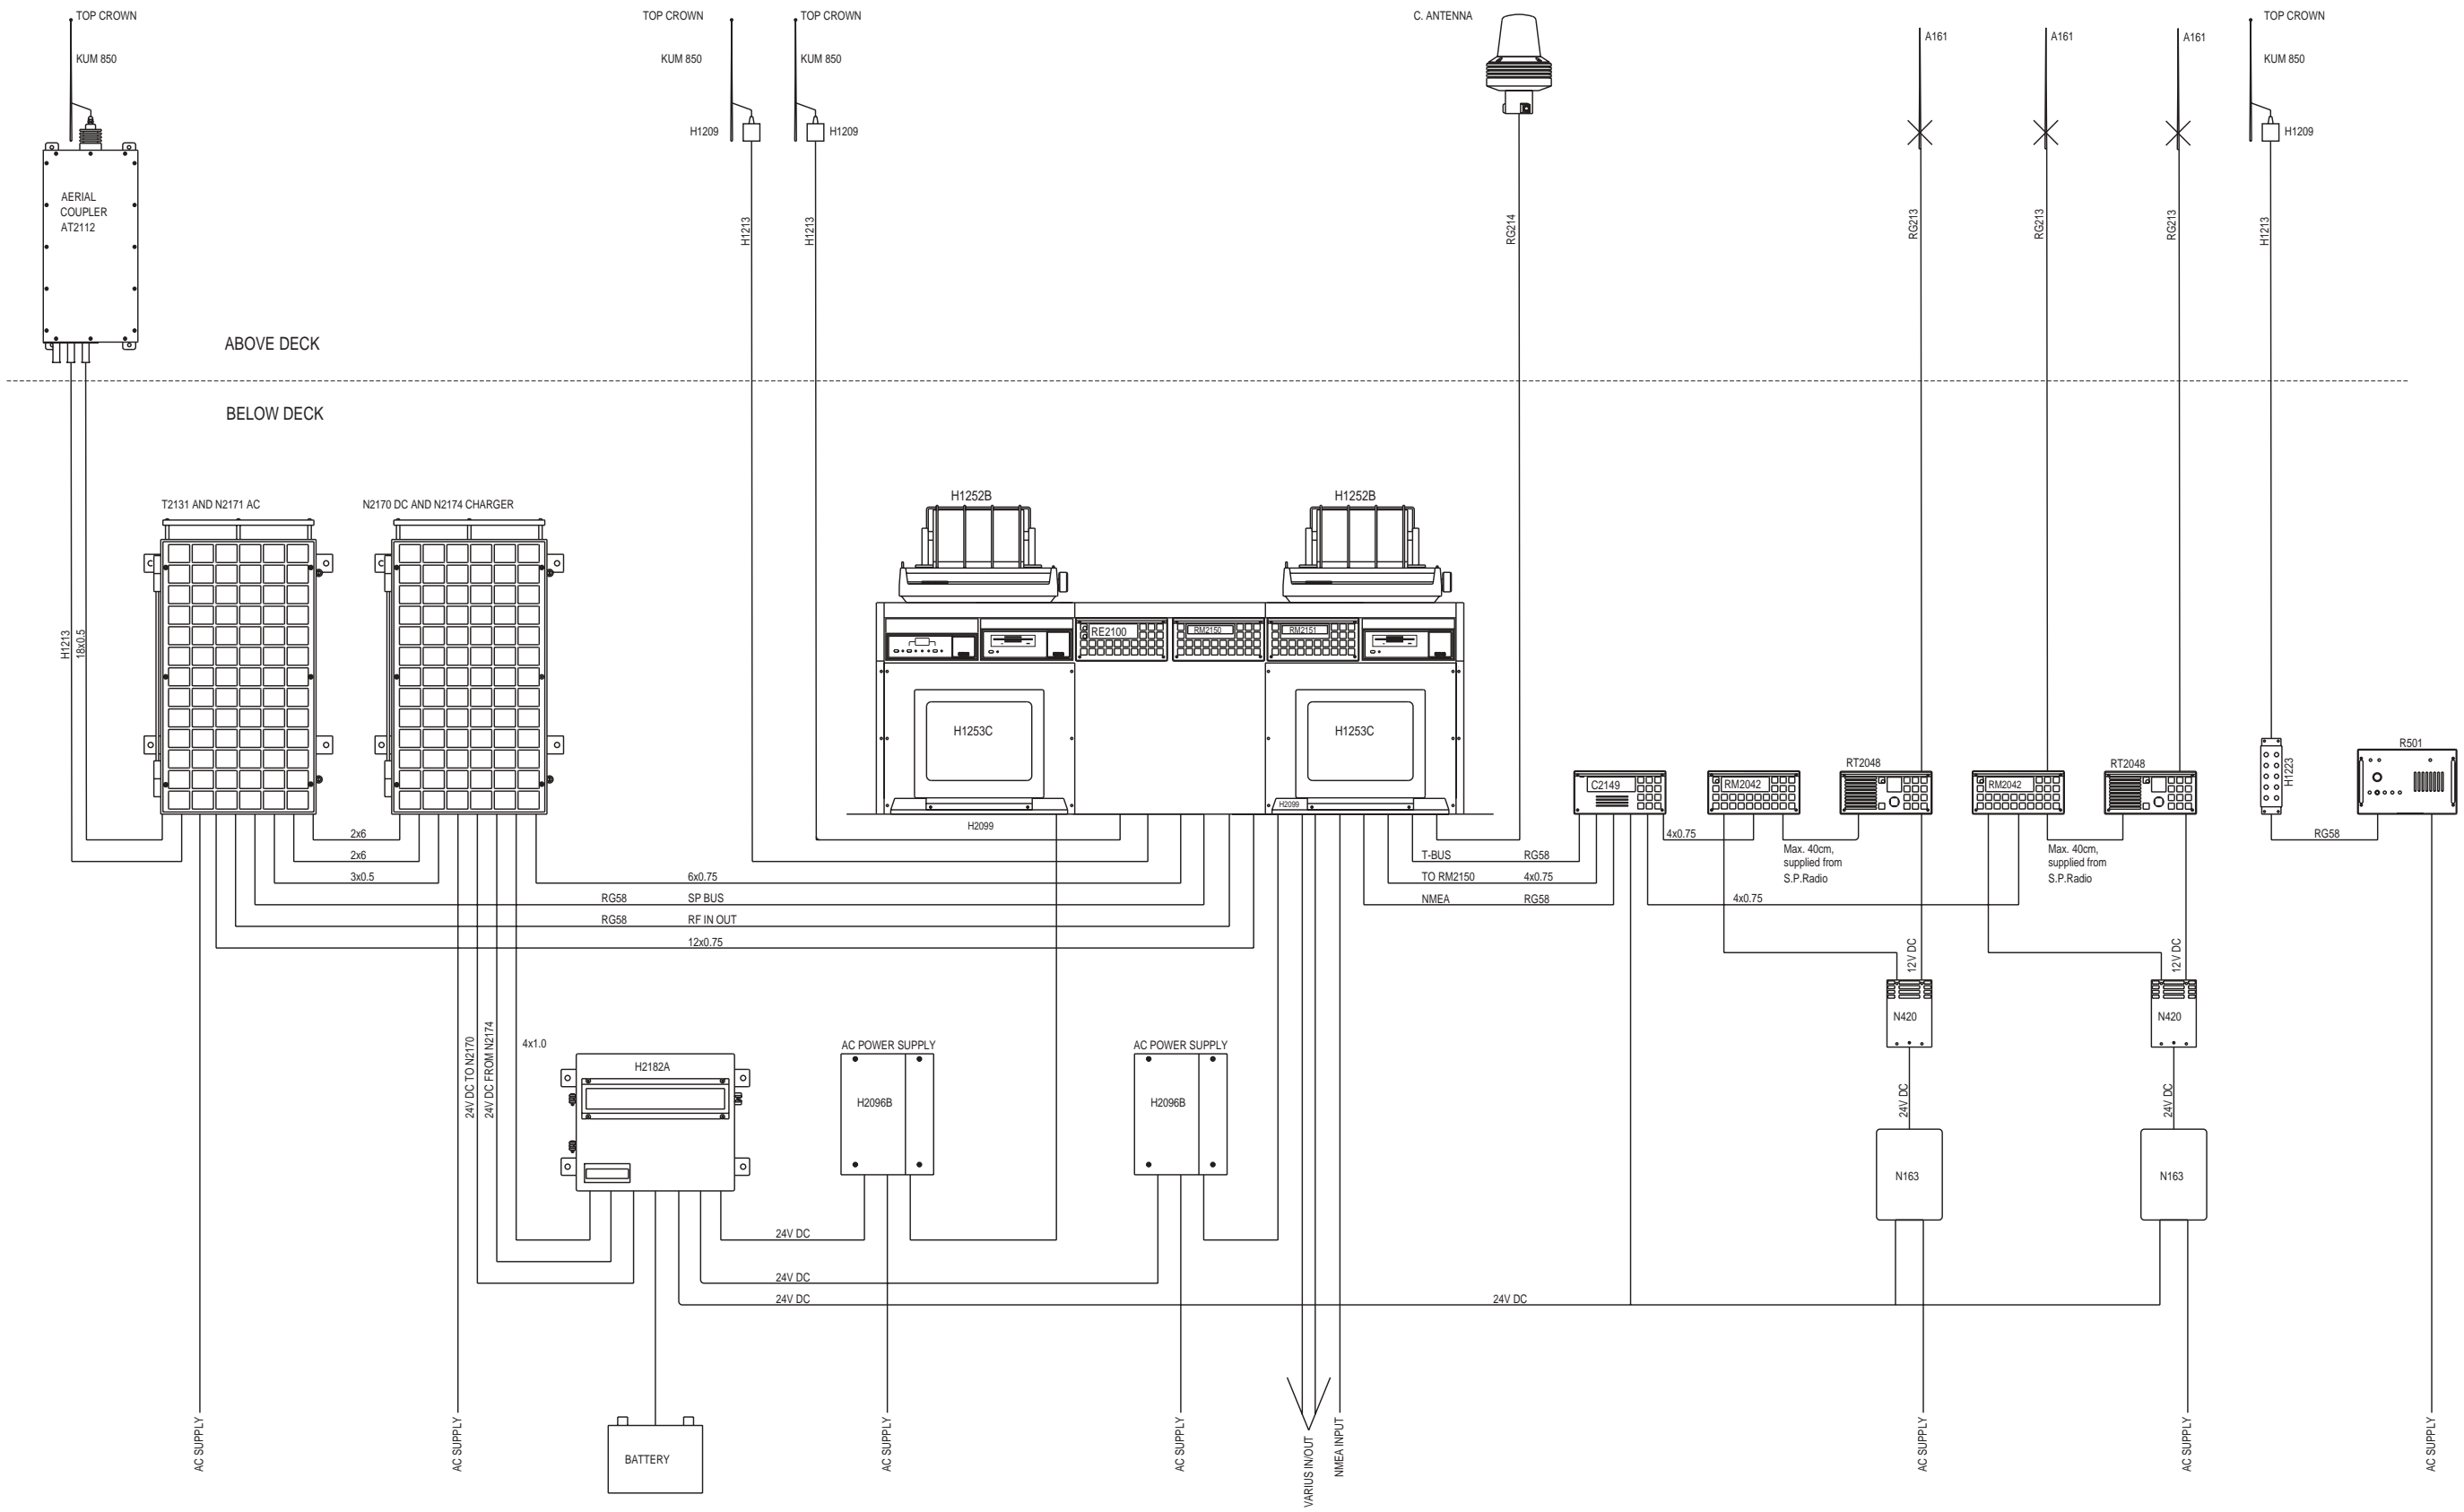 TOP CROWN
TOP CROWN
TOP CROWN
C. ANTENNA
TOP CROWN
A161
A161
A161
KUM 850
KUM 850
KUM 850
KUM 850
H1209
H1209
H1209
AERIAL
COUPLER
AT2112
H1213
H1213
RG214
RG213
RG213
RG213
H1213
ABOVE DECK
BELOW DECK
T2131 AND N2171 AC
N2170 DC AND N2174 CHARGER
H1252B
H1252B
H1213
18x0.5
RE2100
RM2150
RM2151
H1253C
H1253C
H2099
H2099
C2149
RM2042
RT2048
RM2042
RT2048
H1223
R501
2x6
2x6
3x0.5
6x0.75
RG58
SP BUS
RG58
RF IN OUT
12x0.75
T-BUS
RG58
TO RM2150
4x0.75
NMEA
RG58
4x0.75
Max. 40cm,
supplied from
S.P.Radio
4x0.75
Max. 40cm,
supplied from
S.P.Radio
RG58
12V DC
12V DC
N420
N420
24V DC TO N2170
24V DC FROM N2174
4x1.0
H2182A
AC POWER SUPPLY
H2096B
AC POWER SUPPLY
H2096B
24V DC
24V DC
N163
N163
24V DC
24V DC
24V DC
24V DC
BATTERY
AC SUPPLY
AC SUPPLY
AC SUPPLY
AC SUPPLY
VARIUS IN/OUT
NMEA INPUT
AC SUPPLY
AC SUPPLY
AC SUPPLY